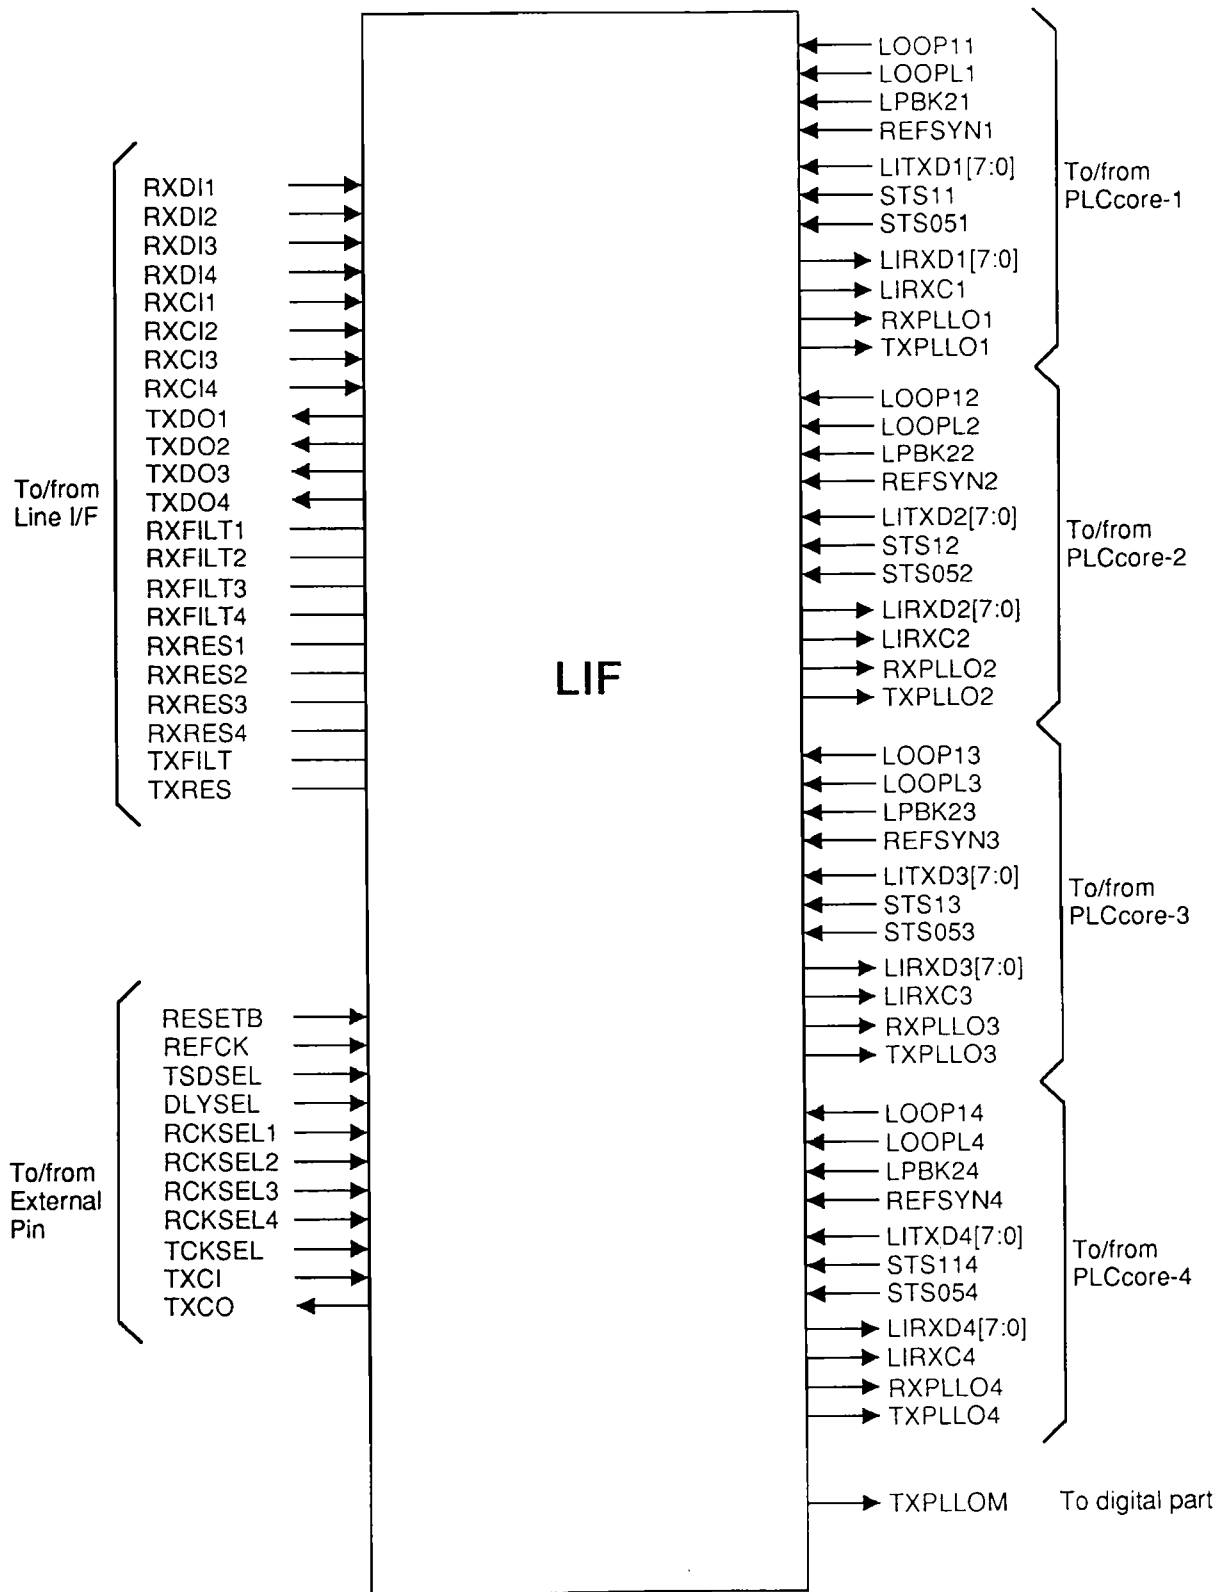 To/from
Line I/F
RXDI1
RXDI2
RXDI3
RXDI4
RXCI1
RXCI2
RXCI3
RXCI4
TXDO1
TXDO2
TXDO3
TXDO4
RXFILT1
RXFILT2
RXFILT3
RXFILT4
RXRES1
RXRES2
RXRES3
RXRES4
TXFILT
TXRES
To/from
External
Pin
RESETB
REFCK
TSDSEL
DLYSEL
RCKSEL1
RCKSEL2
RCKSEL3
RCKSEL4
TCKSEL
TXCI
TXCO
LIF
LOOP11
LOOPL1
LPBK21
REFSYN1
LITXD1[7:0]
STS11
STS051
LIRXD1[7:0]
LIRXC1
RXPLLO1
TXPLLO1
To/from
PLCcore-1
LOOP12
LOOPL2
LPBK22
REFSYN2
LITXD2[7:0]
STS12
STS052
LIRXD2[7:0]
LIRXC2
RXPLLO2
TXPLLO2
To/from
PLCcore-2
LOOP13
LOOPL3
LPBK23
REFSYN3
LITXD3[7:0]
STS13
STS053
LIRXD3[7:0]
LIRXC3
RXPLLO3
TXPLLO3
To/from
PLCcore-3
LOOP14
LOOPL4
LPBK24
REFSYN4
LITXD4[7:0]
STS114
STS054
LIRXD4[7:0]
LIRXC4
RXPLLO4
TXPLLO4
To/from
PLCcore-4
TXPLLOM To digital part